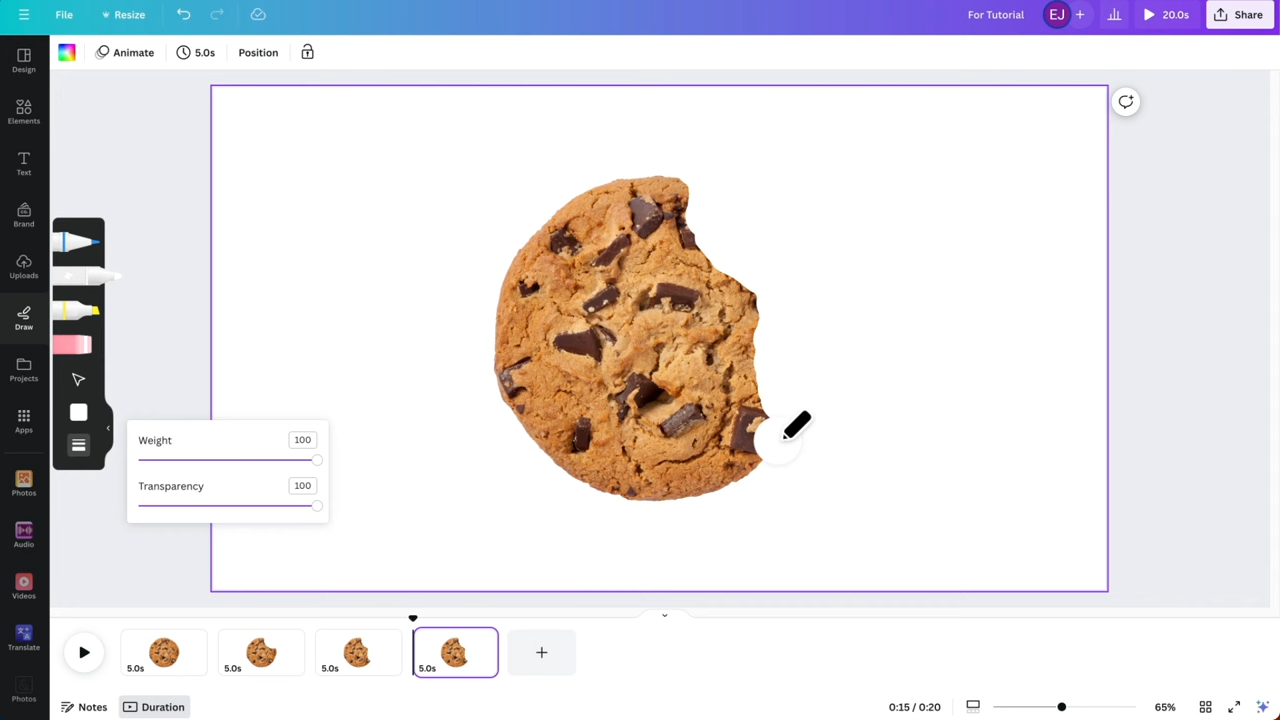 File
Resize
For Tutorial
EJ
20.0s
Share
Animate
5.0s
Position
Design
Elements
Text
Brand
Uploads
Draw
Projects
Apps
Photos
Audio
Videos
Translate
Photos
Weight
100
Transparency
100
5.0s
5.0s
5.0s
5.0s
Notes
Duration
0:15 / 0:20
65%